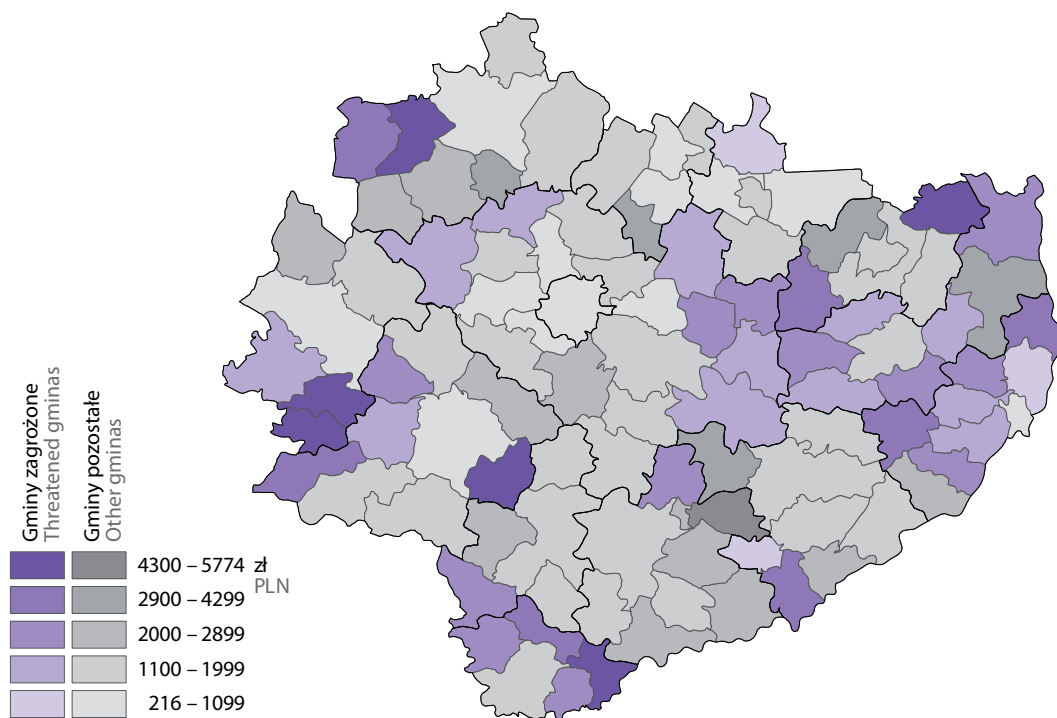 Gminy zagrożone
Threatened gminas
Gminy pozostałe
Other gminas
4300 – 5774 zł
PLN
2900 – 4299
2000 – 2899
1100 – 1999
216 – 1099